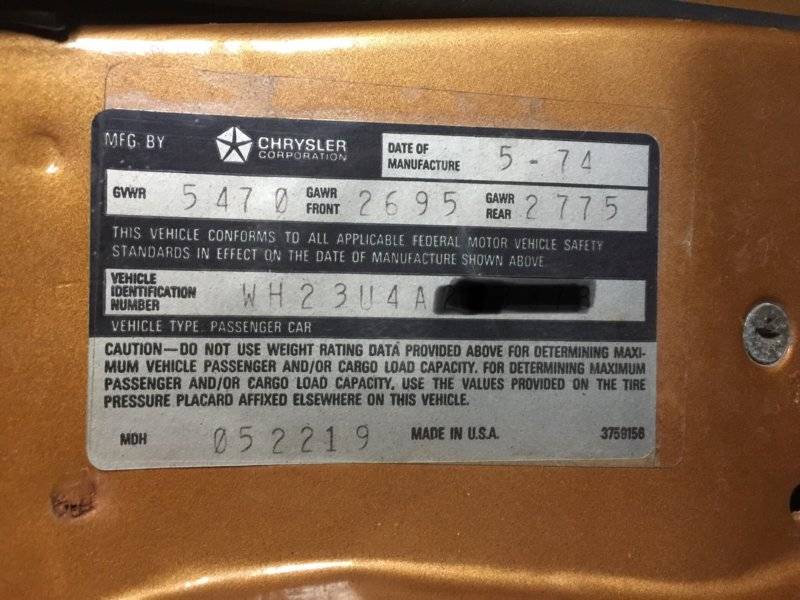 MFG. BY CHRYSLER CORPORATION DATE OF MANUFACTURE 5-74
GVWR 5470 GAWR FRONT 2695 GAWR REAR 2775
THIS VEHICLE CONFORMS TO ALL APPLICABLE FEDERAL MOTOR VEHICLE SAFETY
STANDARDS IN EFFECT ON THE DATE OF MANUFACTURE SHOWN ABOVE
VEHICLE IDENTIFICATION NUMBER WH23U4A
VEHICLE TYPE: PASSENGER CAR
CAUTION—DO NOT USE WEIGHT RATING DATA PROVIDED ABOVE FOR DETERMINING MAXI-
MUM VEHICLE PASSENGER AND/OR CARGO LOAD CAPACITY. FOR DETERMINING MAXIMUM
PASSENGER AND/OR CARGO LOAD CAPACITY, USE THE VALUES PROVIDED ON THE TIRE
PRESSURE PLACARD AFFIXED ELSEWHERE ON THIS VEHICLE.
MDH 052219 MADE IN U.S.A. 3759156